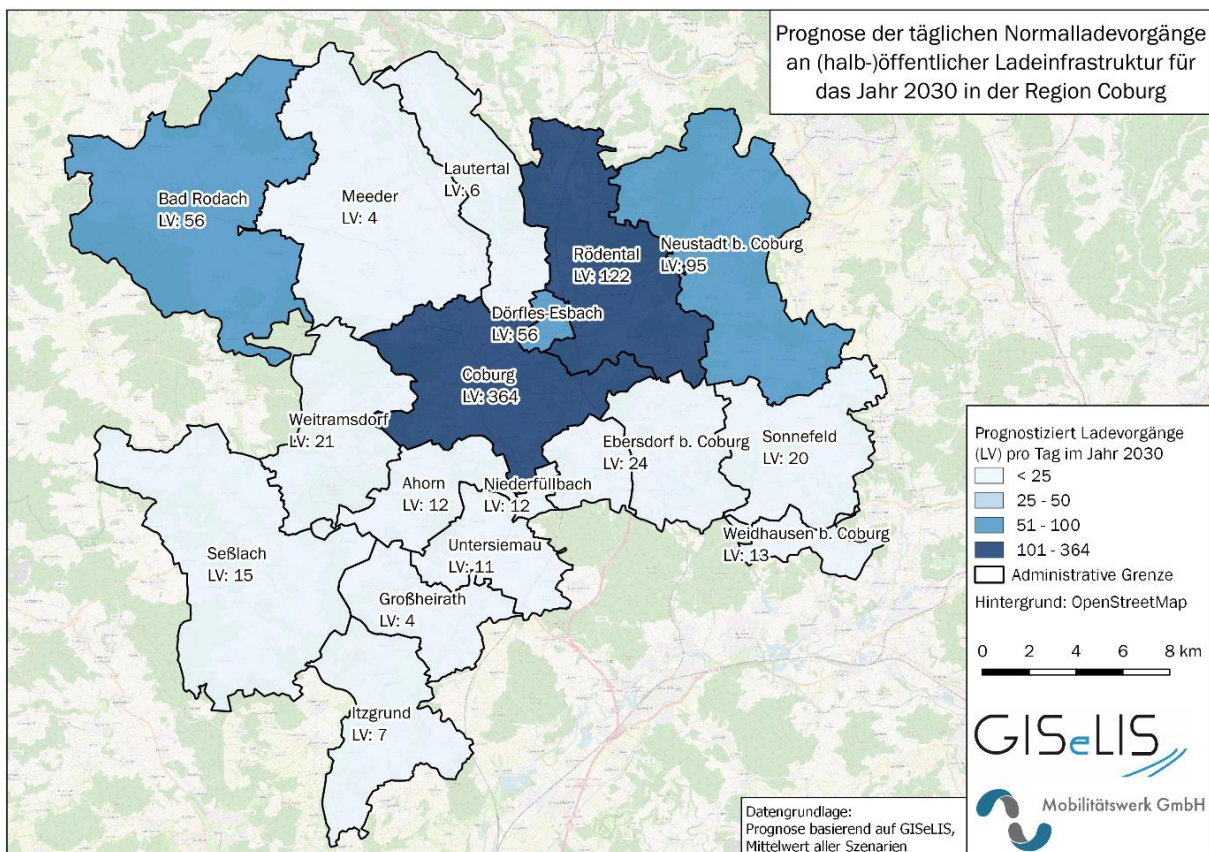 Prognose der täglichen Normalladevorgänge
an (halb-)öffentlicher Ladeinfrastruktur für
das Jahr 2030 in der Region Coburg
Lautertal
LV: 6
Bad Rodach
LV: 56
Meeder
LV: 4
Neustadt b. Coburg
LV: 95
Rödental
LV: 122
Dörfles-Esbach
LV: 56
Coburg
LV: 364
Weitramsdorf
LV: 21
Ebersdorf b. Coburg
LV: 24
Sonnefeld
LV: 20
Ahorn
LV: 12
Niederfüllbach
LV: 12
Weidhausen b. Coburg
LV: 13
Untersiemau
LV: 11
Seßlach
LV: 15
Großheirath
LV: 4
Itzgrund
LV: 7
Prognostiziert Ladevorgänge
(LV) pro Tag im Jahr 2030
< 25
25 - 50
51 - 100
101 - 364
Administrative Grenze
Hintergrund: OpenStreetMap
0 2 4 6 8 km
GISeLIS
Mobilitätswerk GmbH
Datengrundlage:
Prognose basierend auf GISeLIS,
Mittelwert aller Szenarien